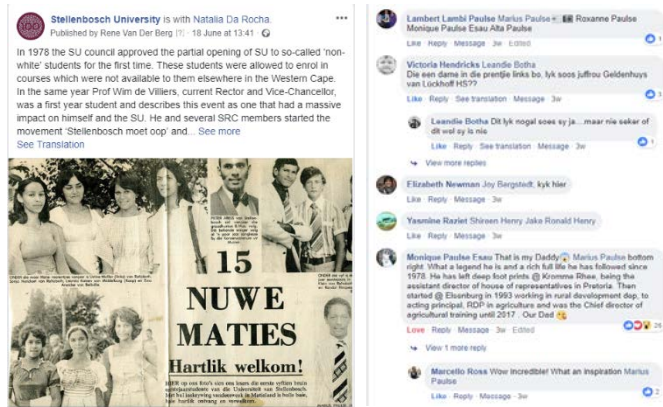 Stellenbosch University is with Natalia Da Rocha.
Published by Rene Van Der Berg [?] · 18 June at 13:41 ·
In 1978 the SU council approved the partial opening of SU to so-called 'non-
white' students for the first time. These students were allowed to enrol in
courses which were not available to them elsewhere in the Western Cape.
In the same year Prof Wim de Villiers, current Rector and Vice-Chancellor,
was a first year student and describes this event as one that had a massive
impact on himself and the SU. He and several SRC members started the
movement 'Stellenbosch moet oop' and... See more
See Translation
15
NUWE
MATIES
Hartlik welkom!
Lambert Lambi Paulse Marius Paulse Roxanne Paulse
Monique Paulse Esau Alta Paulse
Like · Reply · Message · 3w · Edited
1
Victoria Hendricks Leandie Botha
Die een dame in die prentjie links bo, lyk soos juffrou Geldenhuys
van Lückhoff HS??
Like · Reply · See translation · Message · 3w
3
Leandie Botha Dit lyk nogal soos sy ja....maar nie seker of
dit wel sy is nie
Like · Reply · See translation · Message · 3w
1
View more replies
Elizabeth Newman Joy Bergstedt, kyk hier
Like · Reply · Message · 3w
Yasmine Raziet Shireen Henry Jake Ronald Henry
Like · Reply · Message · 3w
Monique Paulse Esau That is my Daddy Marius Paulse bottom
right. What a legend he is and a rich full life he has followed since
1978. He has left deep foot prints @ Kromme Rhee, being the
assistant director of house of representatives in Pretoria. Then
started @ Elsenburg in 1993 working in rural development dep, to
acting principal, RDP in agriculture and was the Chief director of
agricultural training until 2017 . Our Dad
Love · Reply · Message · 3w · Edited
26
View 1 more reply
Marcello Ross Wow incredible! What an inspiration Marius
Paulse
Like · Reply · Message · 3w
2